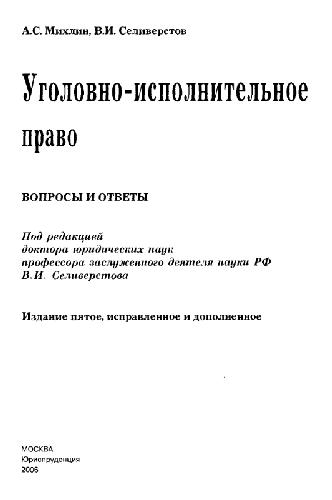 А.С. Михлин, В.И. Селиверстов
Уголовно-исполнительное
право
ВОПРОСЫ И ОТВЕТЫ
Под редакцией
доктора юридических наук
профессора заслуженного деятеля науки РФ
В.И. Селиверстова
Издание пятое, исправленное и дополненное
МОСКВА
Юриспруденция
2006